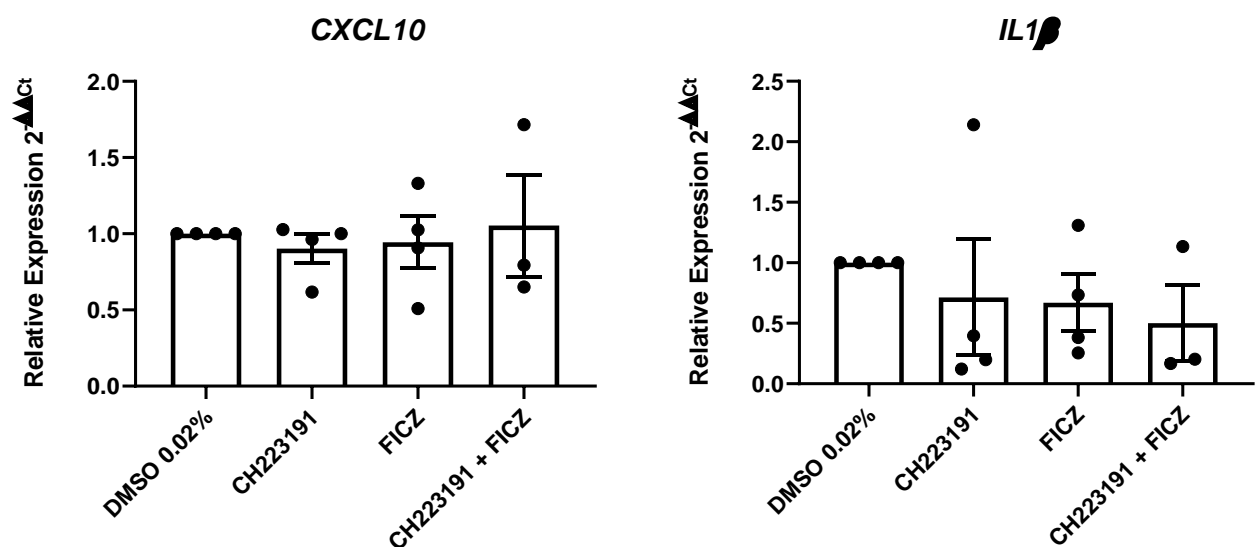 CXCL10
Relative Expression 2^-ΔΔCt
2.0
1.5
1.0
0.5
0.0
DMSO 0.02%
CH223191
FICZ
CH223191 + FICZ
IL1β
Relative Expression 2^-ΔΔCt
2.5
2.0
1.5
1.0
0.5
0.0
DMSO 0.02%
CH223191
FICZ
CH223191 + FICZ